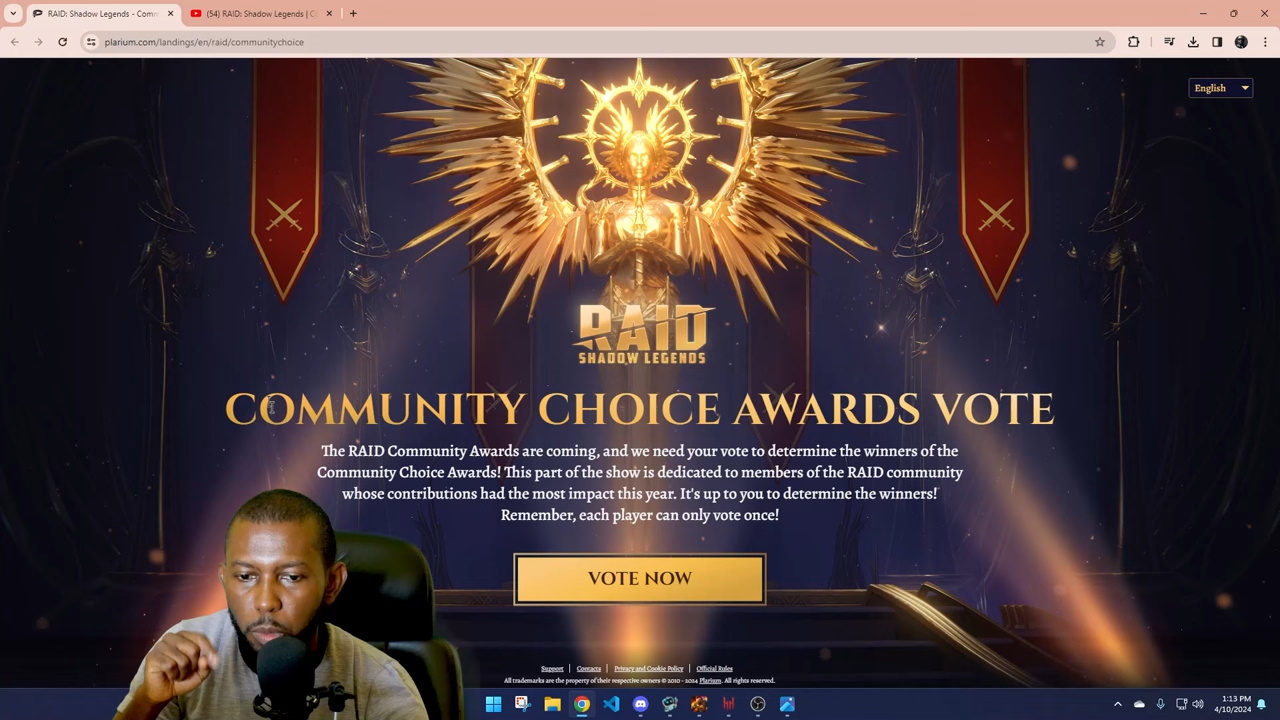 RAID: Shadow Legends - Comm
(54) RAID: Shadow Legends | C
plarium.com/landings/en/raid/communitychoice
English
RAID
SHADOW LEGENDS
COMMUNITY CHOICE AWARDS VOTE
The RAID Community Awards are coming, and we need your vote to determine the winners of the
Community Choice Awards! This part of the show is dedicated to members of the RAID community
whose contributions had the most impact this year. It's up to you to determine the winners!
Remember, each player can only vote once!
VOTE NOW
Support | Contacts | Privacy and Cookie Policy | Official Rules
All trademarks are the property of their respective owners © 2010 - 2024 Plarium. All rights reserved.
1:13 PM
4/10/2024